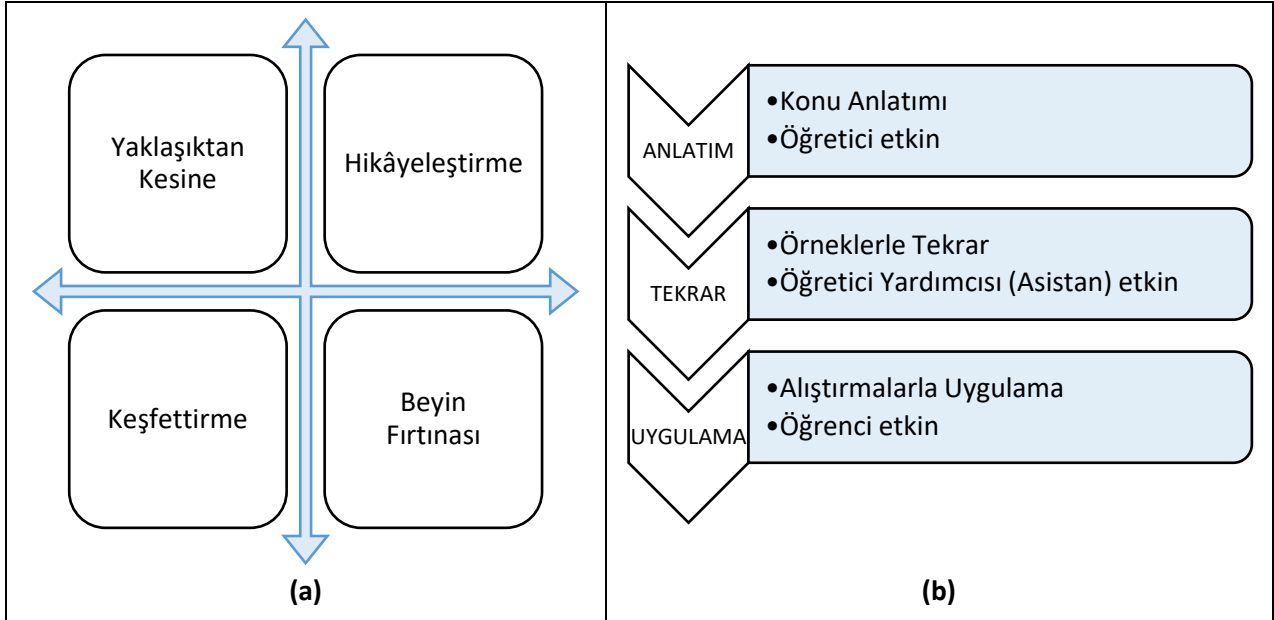 Yaklaşıktan
Kesine
Hikâyeleştirme
Keşfettirme
Beyin
Fırtınası
(a)
ANLATIM
•Konu Anlatımı
•Öğretici etkin
TEKRAR
•Örneklerle Tekrar
•Öğretici Yardımcısı (Asistan) etkin
UYGULAMA
•Alıştırmalarla Uygulama
•Öğrenci etkin
(b)